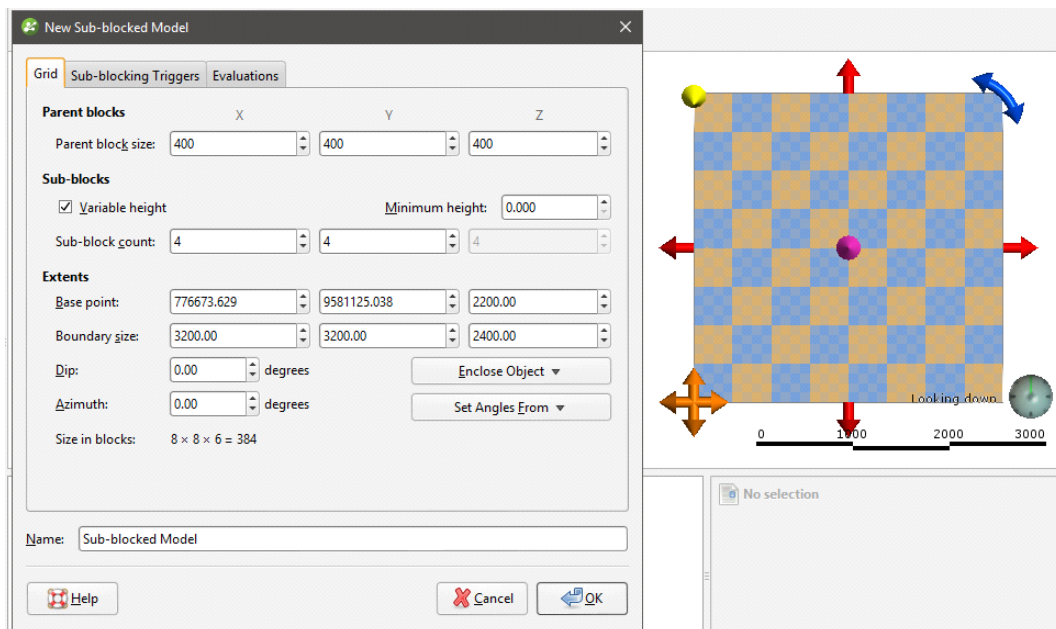 New Sub-blocked Model
Grid Sub-blocking Triggers Evaluations
Parent blocks X Y Z
Parent block size: 400 400 400
Sub-blocks
Variable height Minimum height: 0.000
Sub-block count: 4 4 4
Extents
Base point: 776673.629 9581125.038 2200.00
Boundary size: 3200.00 3200.00 2400.00
Dip: 0.00 degrees Enclose Object
Azimuth: 0.00 degrees Set Angles From
Size in blocks: 8 × 8 × 6 = 384
Name: Sub-blocked Model
Help Cancel OK
Looking down
0 1000 2000 3000
No selection